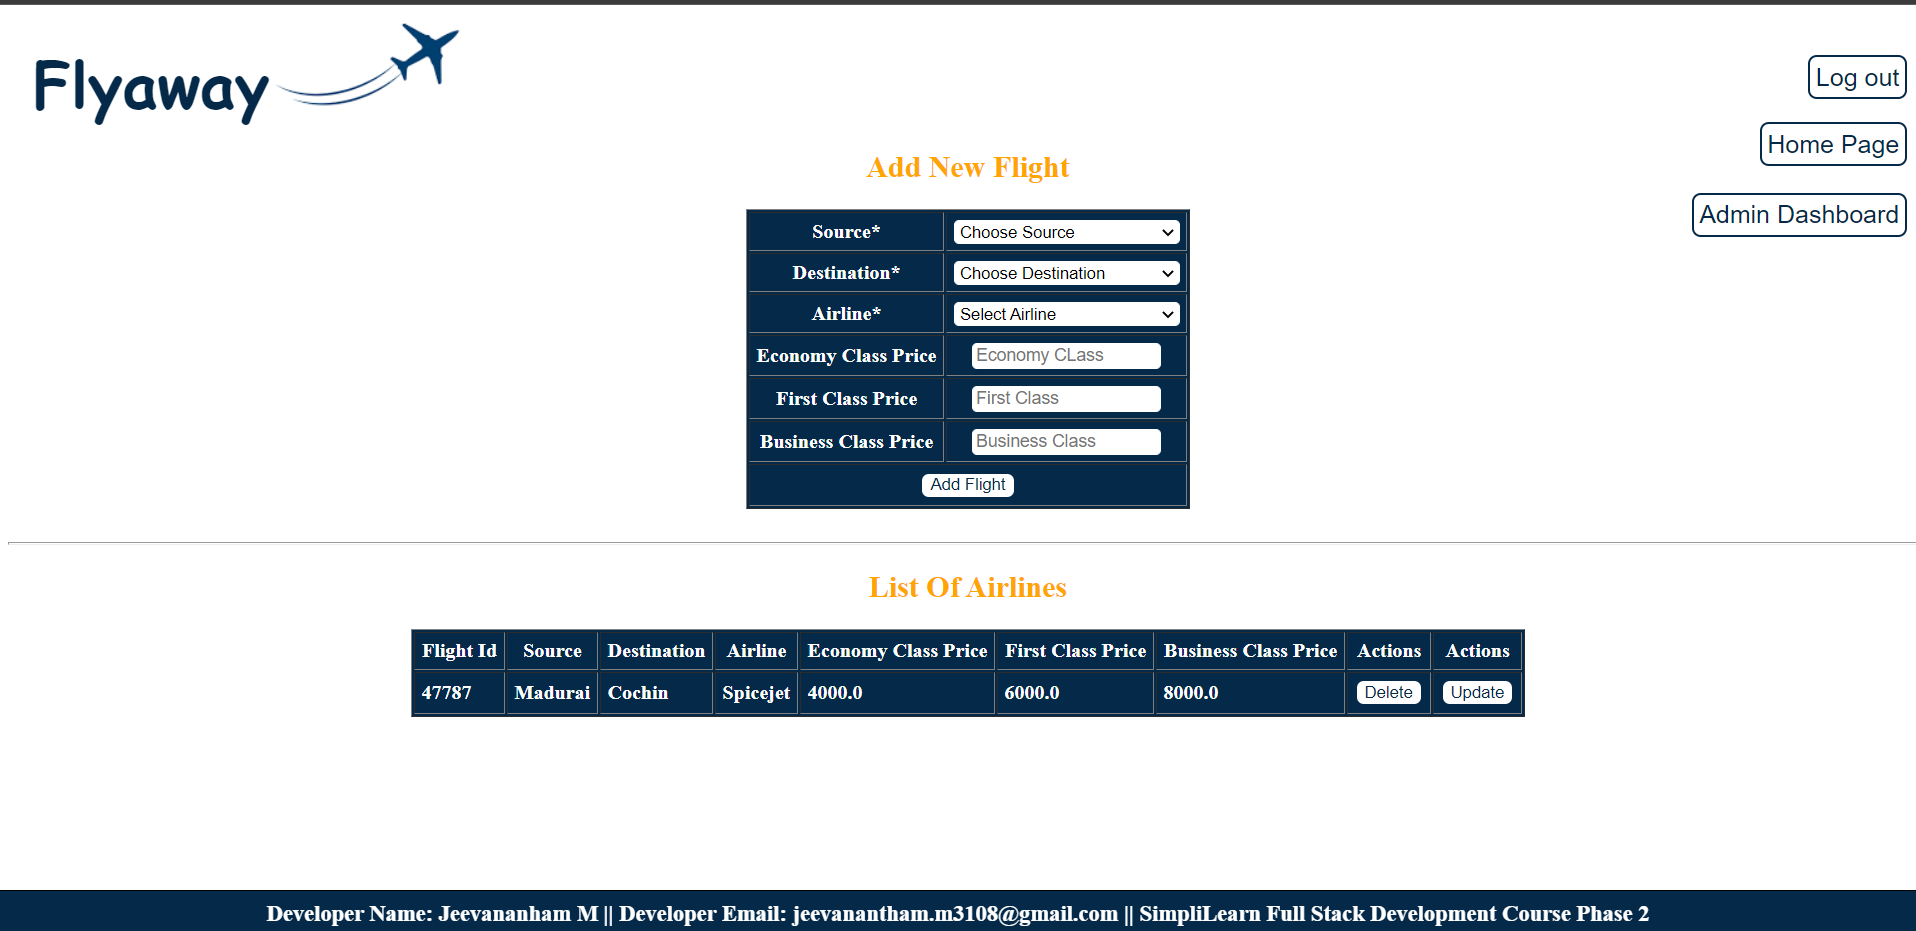 Flyaway
Log out
Home Page
Admin Dashboard
Add New Flight
Source* Choose Source
Destination* Choose Destination
Airline* Select Airline
Economy Class Price Economy CLass
First Class Price First Class
Business Class Price Business Class
Add Flight
List Of Airlines
Flight Id Source Destination Airline Economy Class Price First Class Price Business Class Price Actions Actions
47787 Madurai Cochin Spicejet 4000.0 6000.0 8000.0 Delete Update
Developer Name: Jeevananham M || Developer Email: jeevanantham.m3108@gmail.com || SimpliLearn Full Stack Development Course Phase 2